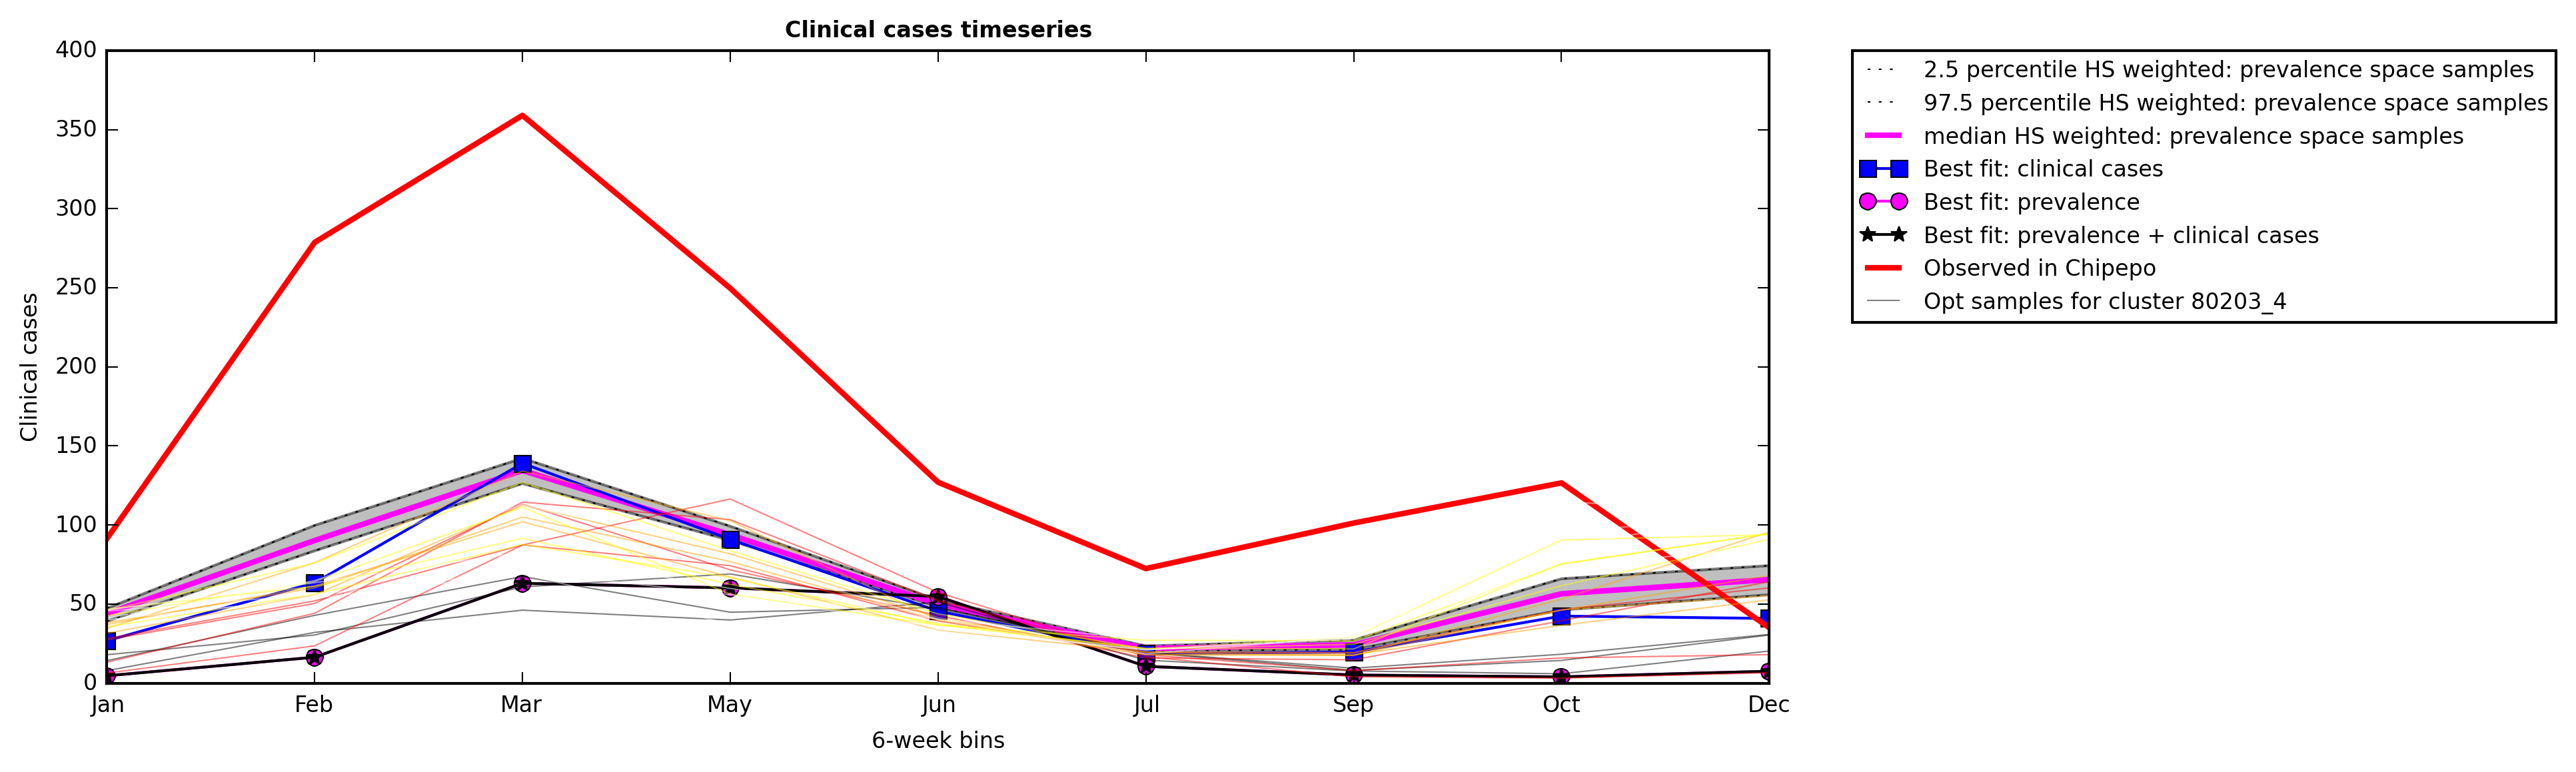 Clinical cases timeseries
400
350
300
250
200
150
100
50
0
Clinical cases
Jan Feb Mar May Jun Jul Sep Oct Dec
6-week bins
2.5 percentile HS weighted: prevalence space samples
97.5 percentile HS weighted: prevalence space samples
median HS weighted: prevalence space samples
Best fit: clinical cases
Best fit: prevalence
Best fit: prevalence + clinical cases
Observed in Chipepo
Opt samples for cluster 80203_4